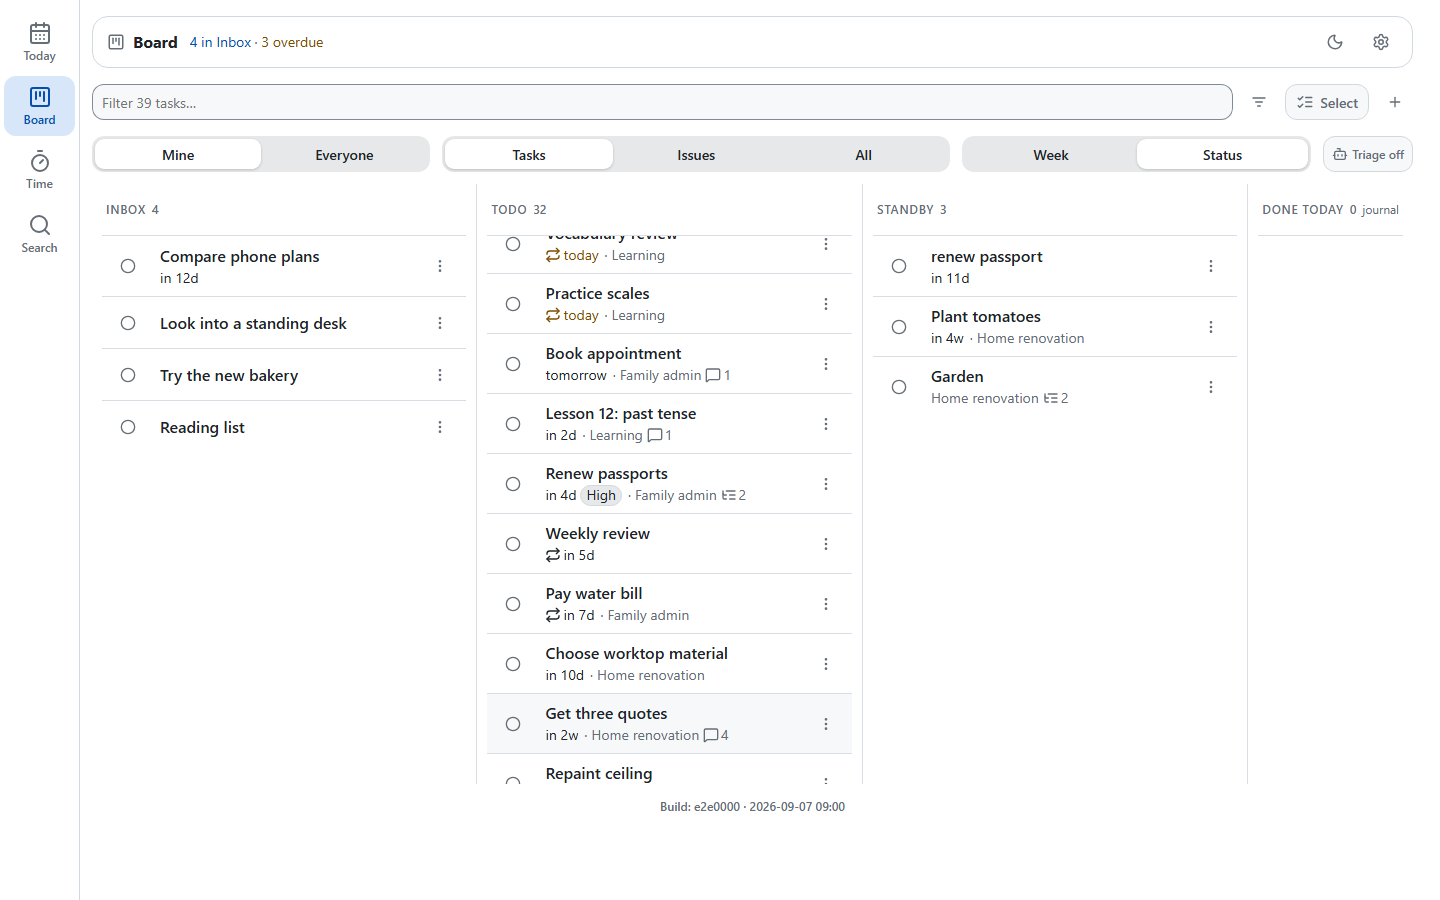 Today
Board
Time
Search
Board 4 in Inbox · 3 overdue
Filter 39 tasks...
Select
Mine Everyone Tasks Issues All Week Status Triage off
INBOX 4
Compare phone plans
in 12d
Look into a standing desk
Try the new bakery
Reading list
TODO 32
Vocabulary review
today · Learning
Practice scales
today · Learning
Book appointment
tomorrow · Family admin 1
Lesson 12: past tense
in 2d · Learning 1
Renew passports
in 4d High · Family admin 2
Weekly review
in 5d
Pay water bill
in 7d · Family admin
Choose worktop material
in 10d · Home renovation
Get three quotes
in 2w · Home renovation 4
Repaint ceiling
STANDBY 3
renew passport
in 11d
Plant tomatoes
in 4w · Home renovation
Garden
Home renovation 2
DONE TODAY 0 journal
Build: e2e0000 · 2026-09-07 09:00